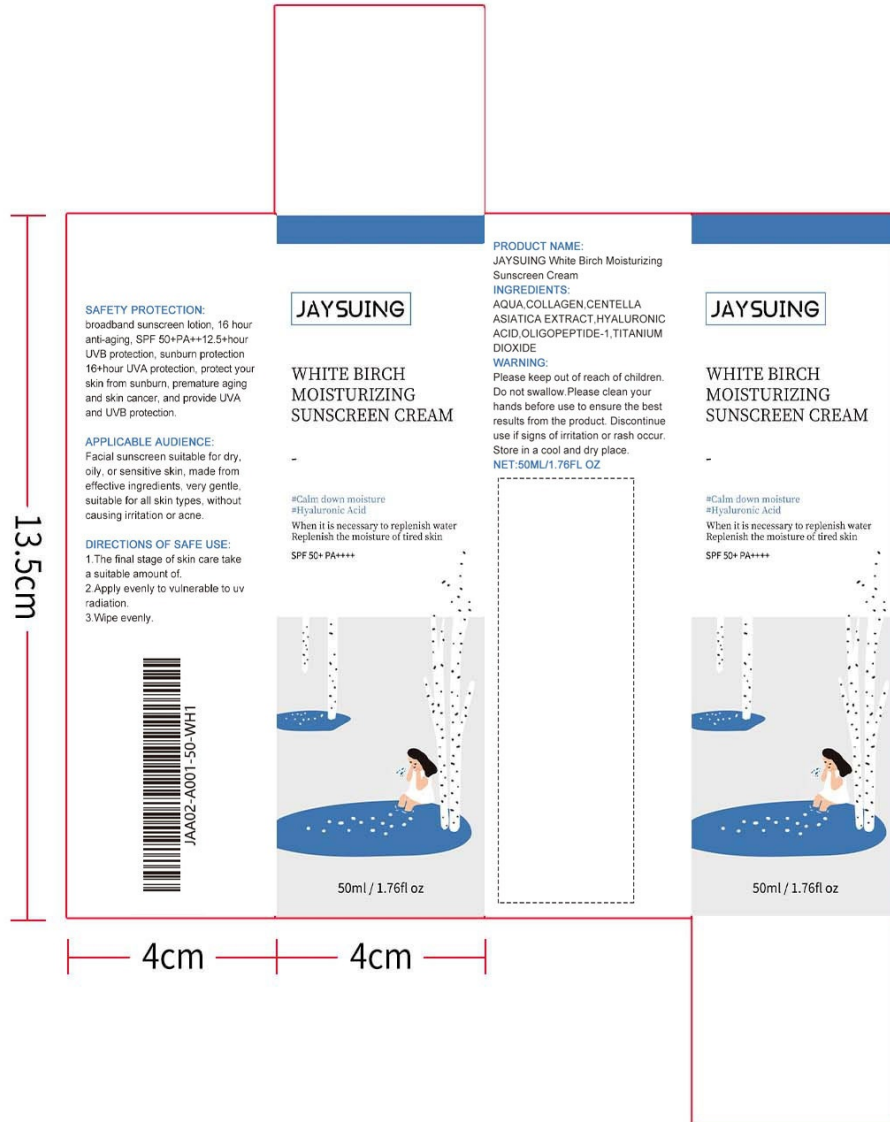 SAFETY PROTECTION:
broadband sunscreen lotion, 16 hour
anti-aging, SPF 50+PA++12.5+hour
UVB protection, sunburn protection
16+hour UVA protection, protect your
skin from sunburn, premature aging
and skin cancer, and provide UVA
and UVB protection.
APPLICABLE AUDIENCE:
Facial sunscreen suitable for dry,
oily, or sensitive skin, made from
effective ingredients, very gentle,
suitable for all skin types, without
causing irritation or acne.
DIRECTIONS OF SAFE USE:
1.The final stage of skin care take
a suitable amount of.
2.Apply evenly to vulnerable to uv
radiation.
3.Wipe evenly.
JAA02-A001-50-WH1
JAYSUING
WHITE BIRCH
MOISTURIZING
SUNSCREEN CREAM
-
#Calm down moisture
#Hyaluronic Acid
When it is necessary to replenish water
Replenish the moisture of tired skin
SPF 50+ PA++++
50ml / 1.76fl oz
PRODUCT NAME:
JAYSUING White Birch Moisturizing
Sunscreen Cream
INGREDIENTS:
AQUA,COLLAGEN,CENTELLA
ASIATICA EXTRACT,HYALURONIC
ACID,OLIGOPEPTIDE-1,TITANIUM
DIOXIDE
WARNING:
Please keep out of reach of children.
Do not swallow.Please clean your
hands before use to ensure the best
results from the product. Discontinue
use if signs of irritation or rash occur.
Store in a cool and dry place.
NET:50ML/1.76FL OZ
JAYSUING
WHITE BIRCH
MOISTURIZING
SUNSCREEN CREAM
-
#Calm down moisture
#Hyaluronic Acid
When it is necessary to replenish water
Replenish the moisture of tired skin
SPF 50+ PA++++
50ml / 1.76fl oz
13.5cm
4cm
4cm